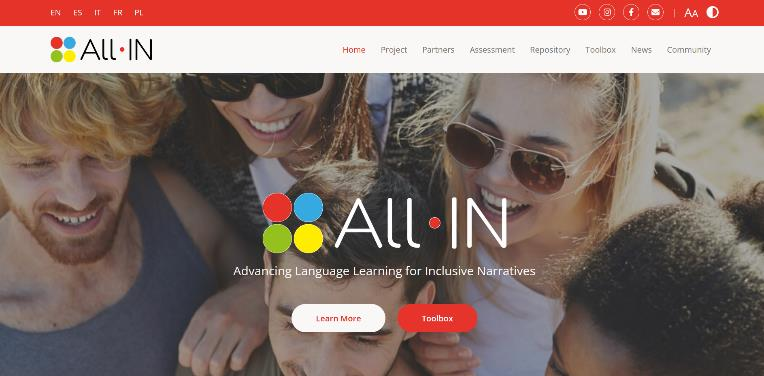 EN ES IT FR PL
AA
All·IN
Home Project Partners Assessment Repository Toolbox News Community
All·IN
Advancing Language Learning for Inclusive Narratives
Learn More Toolbox